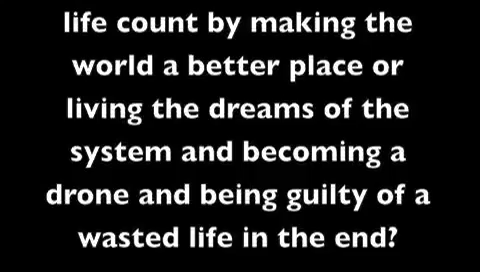 life count by making the
world a better place or
living the dreams of the
system and becoming a
drone and being guilty of a
wasted life in the end?